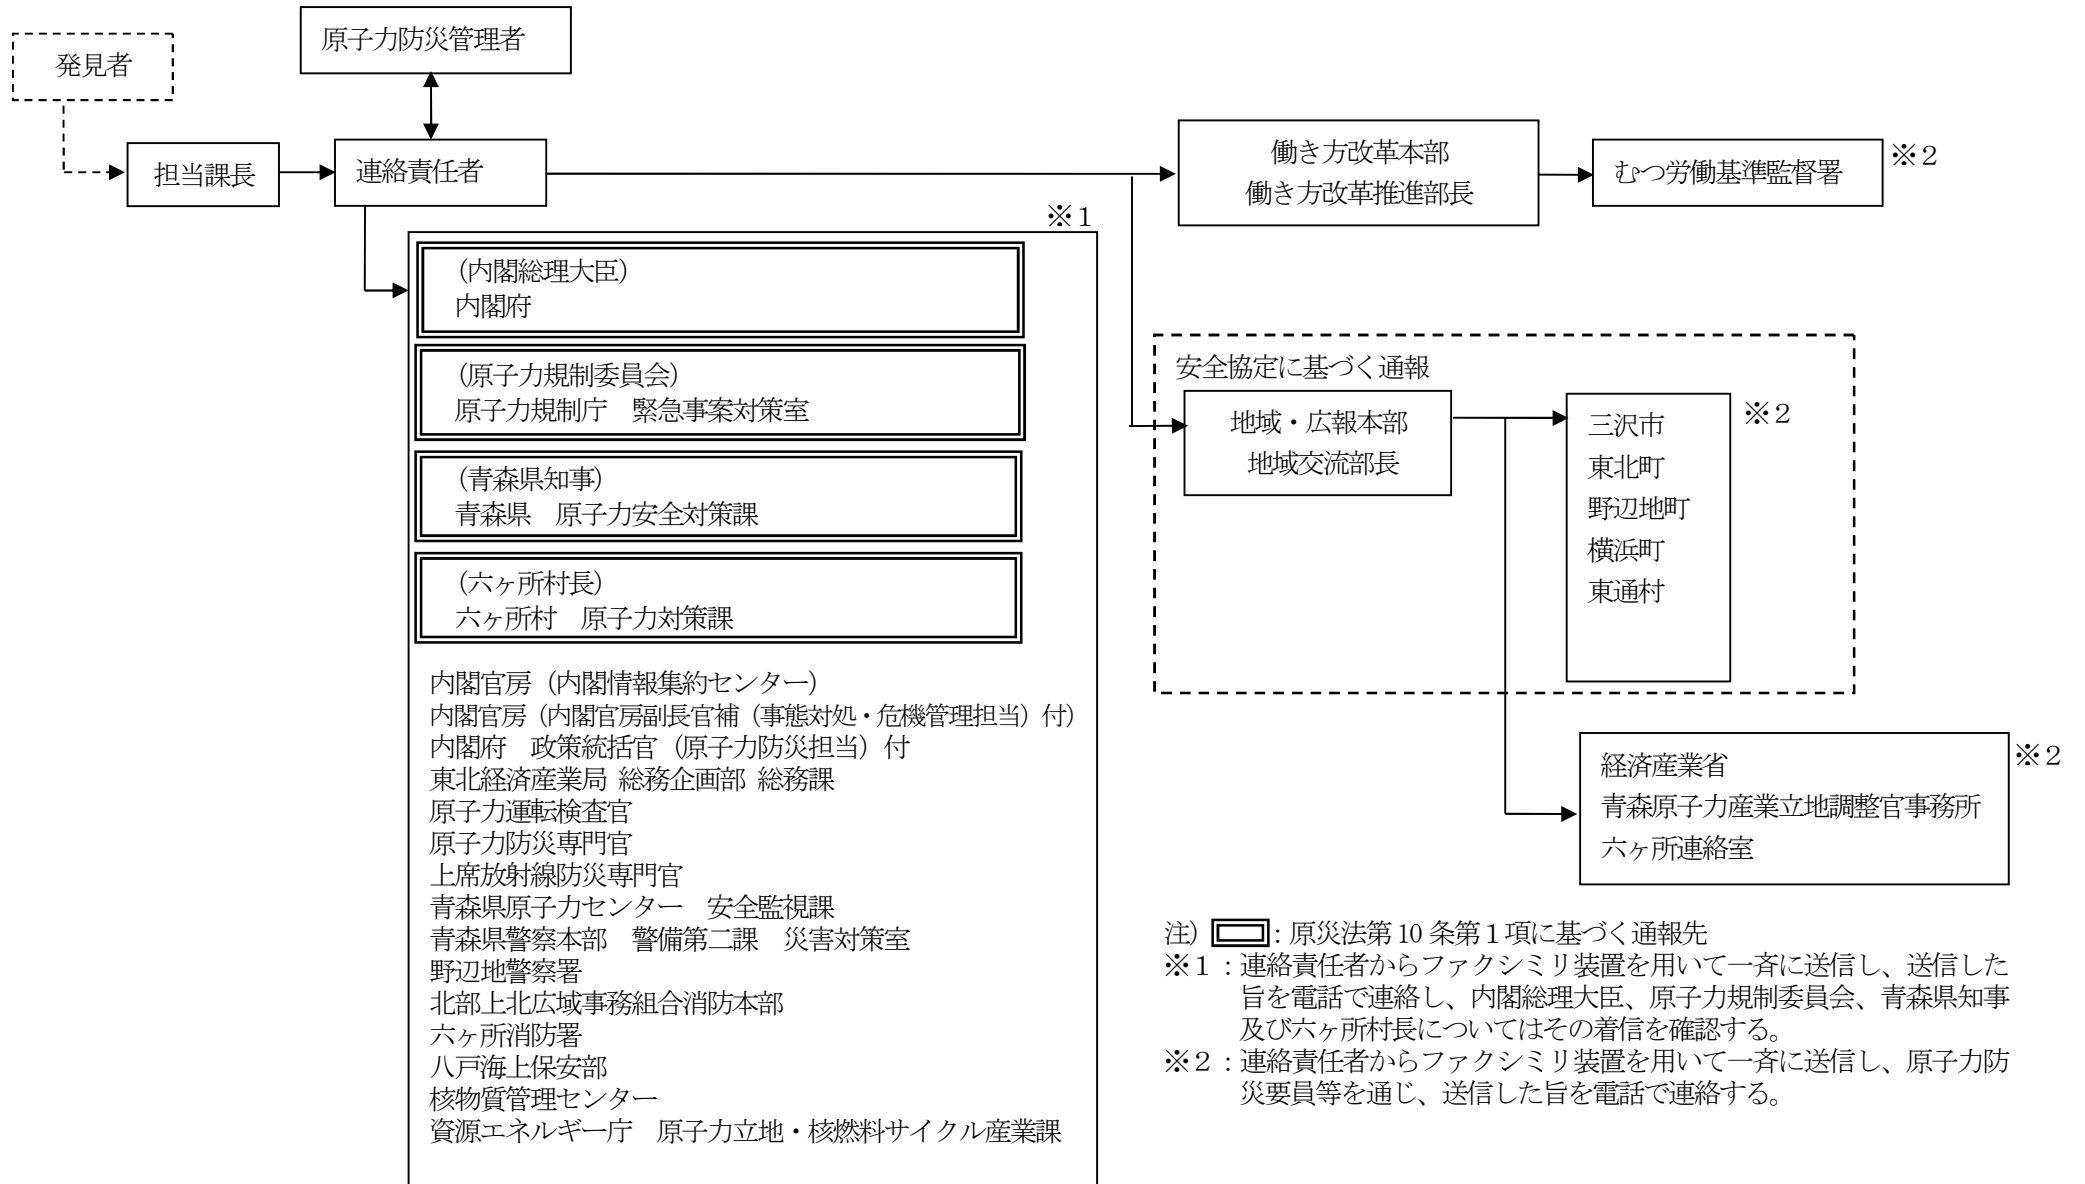 原子力防災管理者
発見者
担当課長
連絡責任者
働き方改革本部
働き方改革推進部長
むつ労働基準監督署
※２
※１
(内閣総理大臣)
内閣府
(原子力規制委員会)
原子力規制庁　緊急事案対策室
(青森県知事)
青森県　原子力安全対策課
(六ヶ所村長)
六ヶ所村　原子力対策課
内閣官房（内閣情報集約センター）
内閣官房（内閣官房副長官補（事態対処・危機管理担当）付）
内閣府　政策統括官（原子力防災担当）付
東北経済産業局 総務企画部 総務課
原子力運転検査官
原子力防災専門官
上席放射線防災専門官
青森県原子力センター　安全監視課
青森県警察本部　警備第二課　災害対策室
野辺地警察署
北部上北広域事務組合消防本部
六ヶ所消防署
八戸海上保安部
核物質管理センター
資源エネルギー庁　原子力立地・核燃料サイクル産業課
安全協定に基づく通報
地域・広報本部
地域交流部長
三沢市
東北町
野辺地町
横浜町
東通村
※２
経済産業省
青森原子力産業立地調整官事務所
六ヶ所連絡室
※２
注）：原災法第 10 条第１項に基づく通報先
※１：連絡責任者からファクシミリ装置を用いて一斉に送信し、送信した
旨を電話で連絡し、内閣総理大臣、原子力規制委員会、青森県知事
及び六ヶ所村長についてはその着信を確認する。
※２：連絡責任者からファクシミリ装置を用いて一斉に送信し、原子力防
災要員等を通じ、送信した旨を電話で連絡する。